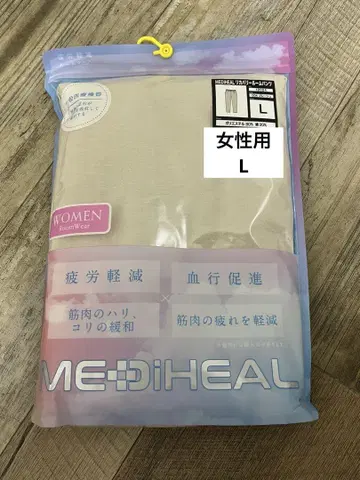 MEDIHEAL リカバリールームパンツ
L
女性用
L
WOMEN
RoomWear
疲労軽減
血行促進
筋肉のハリ、
コリの緩和
筋肉の疲れを軽減
MEDiHEAL